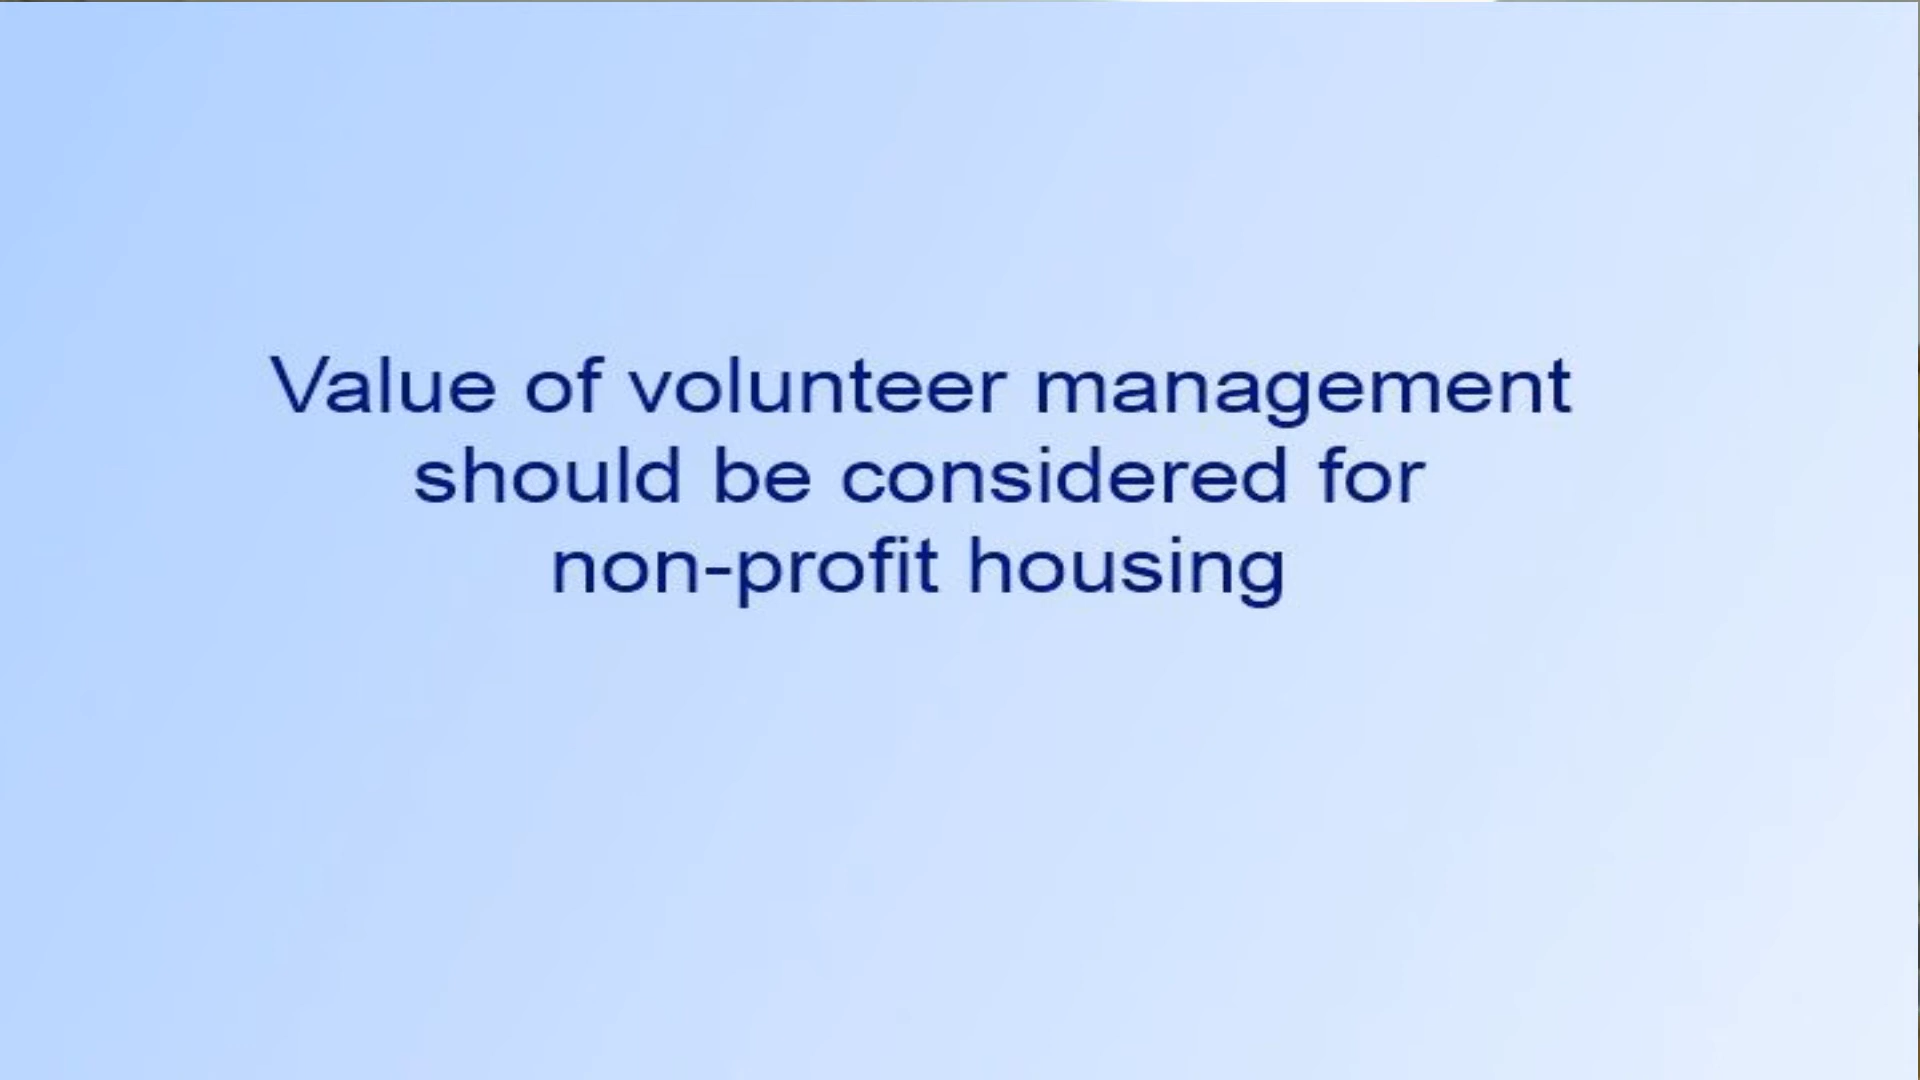 Value of volunteer management
should be considered for
non-profit housing